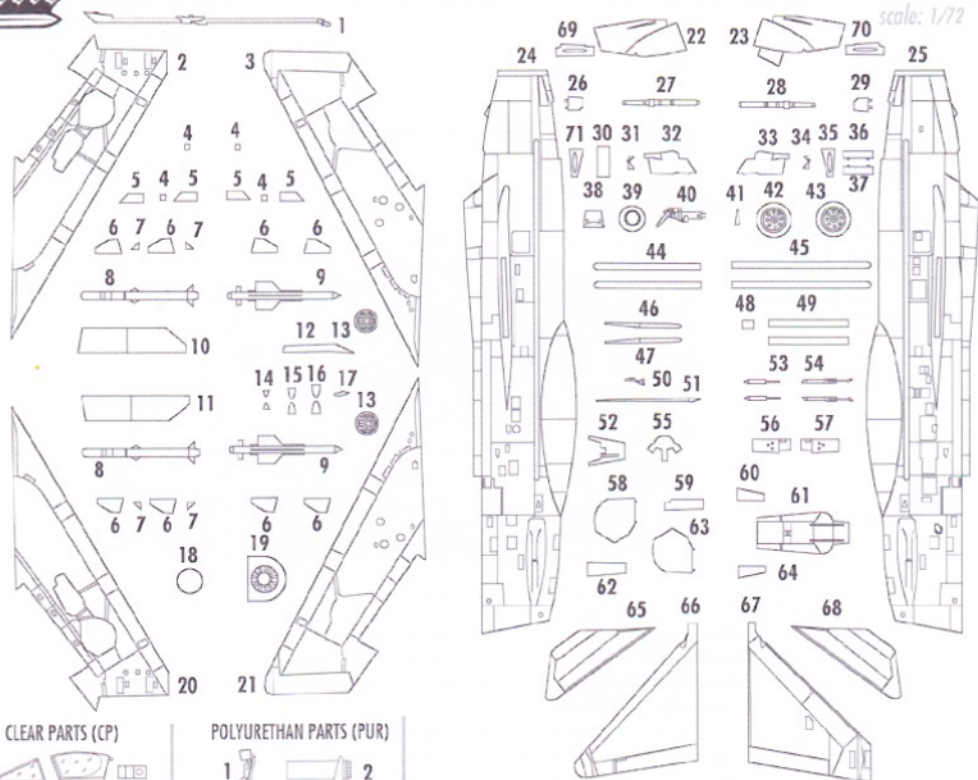 scale: 1/72
1
69 22 23 70
24 25
2 3
26 27 28 29
4 4
71 30 31 32 33 34 35 36
37
5 4 5 5 4 5
38 39 40 41 42 43
6 7 6 7 6 6
44 45
8 9
46 48 49
10 12 13
47
14 15 16 17
50 51 53 54
11 13
52 55 56 57
8 9
58 59 60 61
6 7 6 7 6 6
63
18 19
62 64
65 66 67 68
20 21
CLEAR PARTS (CP) POLYURETHAN PARTS (PUR)
1 2